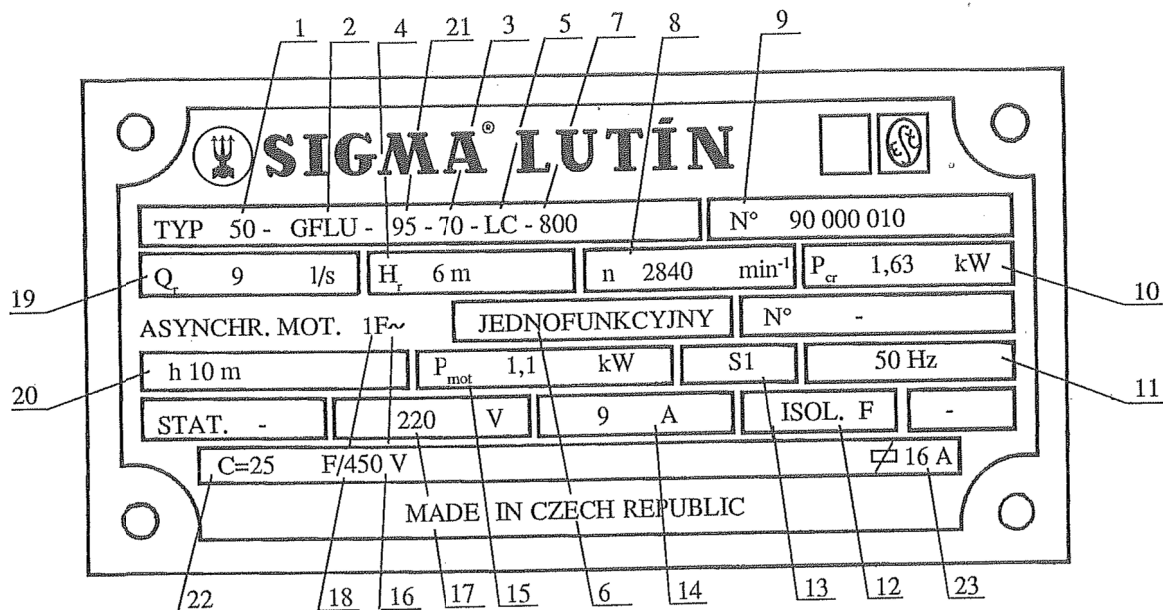 1 2 4 21 3 5 7 8 9
SIGMA® LUTÍN ESČ
TYP 50 - GFLU - 95 - 70 - LC - 800 N° 90 000 010
19 Qr 9 l/s Hr 6 m n 2840 min⁻¹ Pcr 1,63 kW 10
ASYNCHR. MOT. 1F~ JEDNOFUNKCYJNY N° -
20 h 10 m Pmot 1,1 kW S1 50 Hz 11
STAT. - 220 V 9 A ISOL. F -
C=25 F/450 V 16 A
MADE IN CZECH REPUBLIC
22 18 16 17 15 6 14 13 12 23